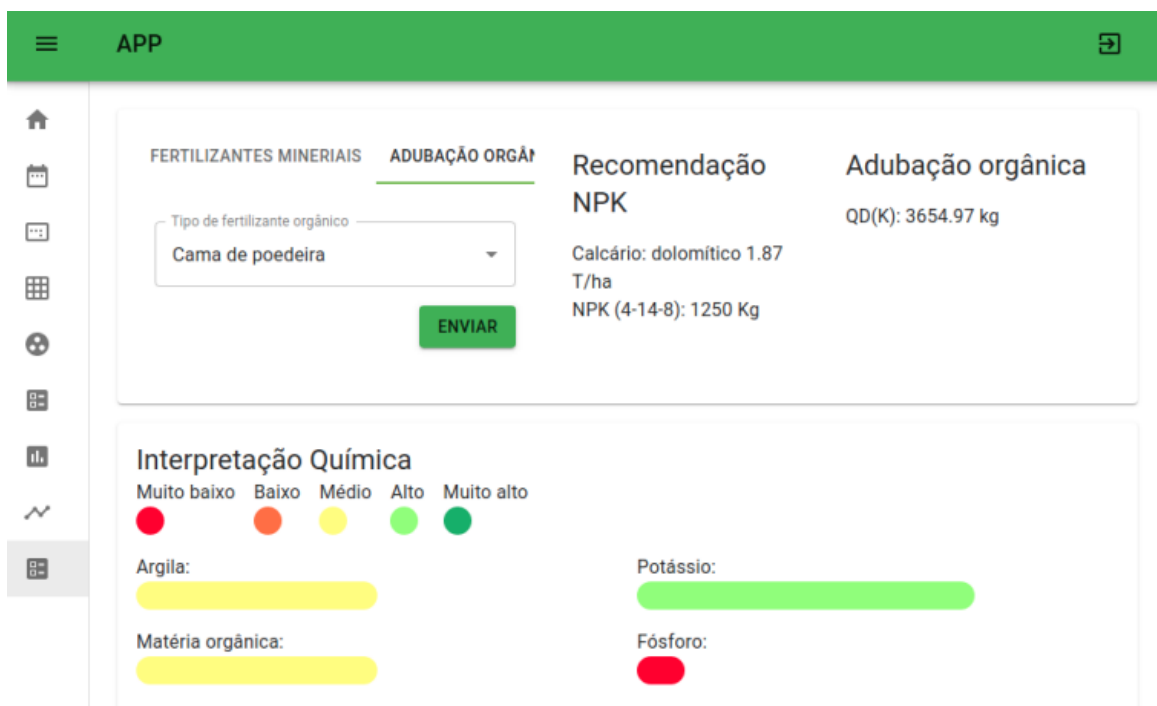 APP
FERTILIZANTES MINERIAIS
ADUBAÇÃO ORGÂN
Tipo de fertilizante orgânico
Cama de poedeira
ENVIAR
Recomendação
NPK
Calcário: dolomítico 1.87
T/ha
NPK (4-14-8): 1250 Kg
Adubação orgânica
QD(K): 3654.97 kg
Interpretação Química
Muito baixo Baixo Médio Alto Muito alto
Argila:
Potássio:
Matéria orgânica:
Fósforo: